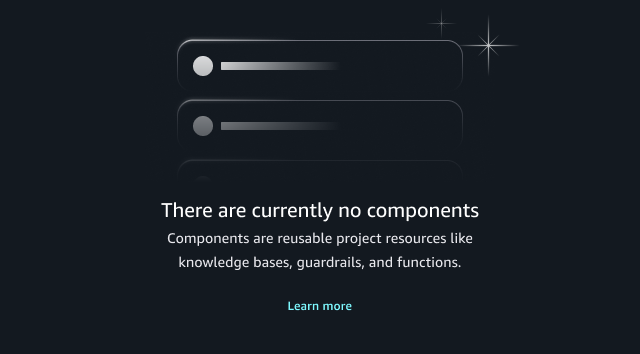 There are currently no components
Components are reusable project resources like
knowledge bases, guardrails, and functions.
Learn more